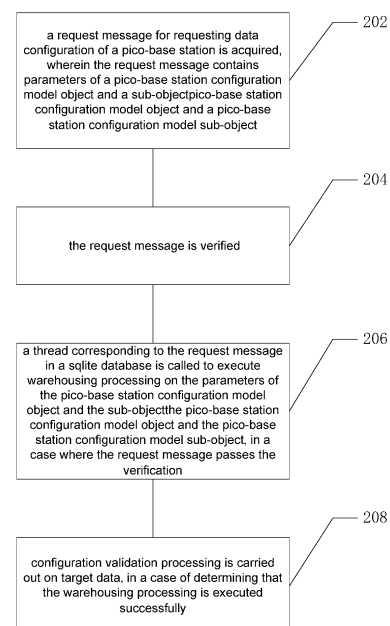 a request message for requesting data
configuration of a pico-base station is acquired,
wherein the request message contains
parameters of a pico-base station configuration
model object and a sub-objectpico-base station
configuration model object and a pico-base
station configuration model sub-object
202
204
the request message is verified
206
a thread corresponding to the request message
in a sqlite database is called to execute
warehousing processing on the parameters of
the pico-base station configuration model
object and the sub-objectthe pico-base station
configuration model object and the pico-base
station configuration model sub-object, in a
case where the request message passes the
verification
208
configuration validation processing is carried
out on target data, in a case of determining that
the warehousing processing is executed
successfully